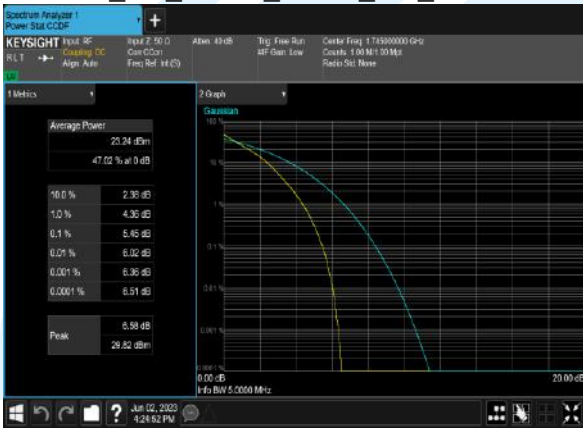 Spectrum Analyzer 1
Power Stat CCDF
+
KEYSIGHT Input: RF Input Z: 50 Ω Atten: 40 dB Trig: Free Run Center Freq: 1.745000000 GHz
RLT Coupling: DC Corr CCorr #IF Gain: Low Counts: 1.00 M/1.00 Mpt
Align: Auto Freq Ref: Int (S) Radio Std: None
1 Metrics
2 Graph
Average Power
23.24 dBm
47.02 % at 0 dB
10.0 % 2.38 dB
1.0 % 4.36 dB
0.1 % 5.45 dB
0.01 % 6.02 dB
0.001 % 6.36 dB
0.0001 % 6.51 dB
Peak
6.58 dB
29.82 dBm
Gaussian
100 %
10 %
1 %
0.1 %
0.01 %
0.001 %
0.0001 %
0.00 dB 20.00 dB
Info BW 5.0000 MHz
? Jun 02, 2023
4:24:52 PM